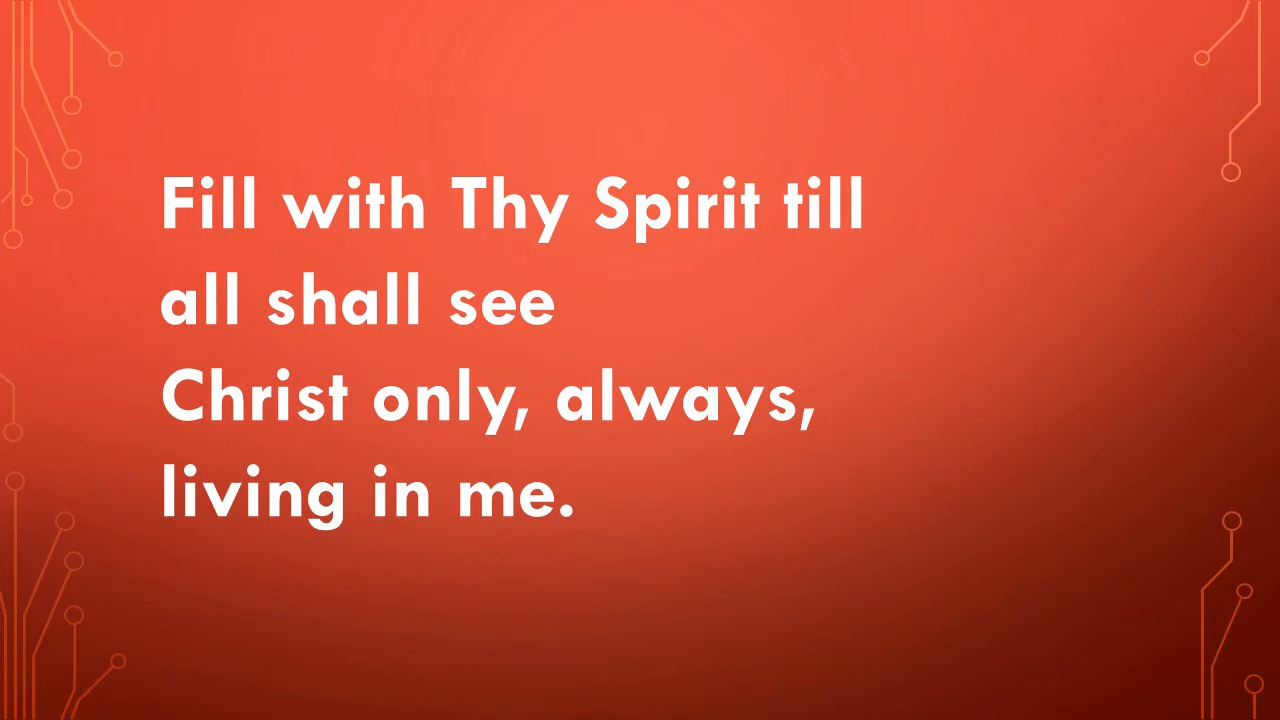 Fill with Thy Spirit till
all shall see
Christ only, always,
living in me.